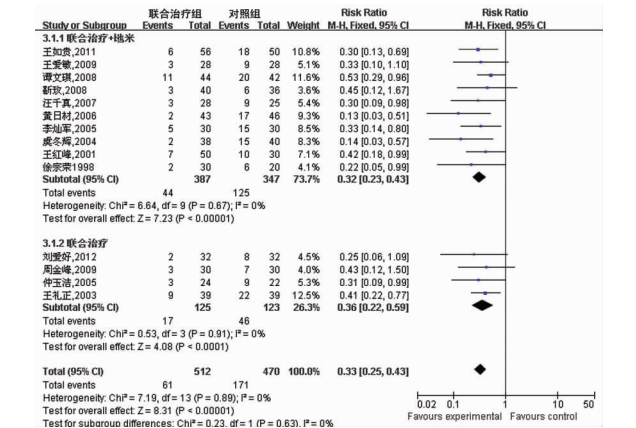 联合治疗组 对照组 Risk Ratio Risk Ratio
Study or Subgroup Events Total Events Total Weight M-H, Fixed, 95% CI M-H, Fixed, 95% CI
3.1.1 联合治疗+地米
王如贵,2011 6 56 18 50 10.8% 0.30 [0.13, 0.69]
王爱敏,2009 3 28 9 28 5.1% 0.33 [0.10, 1.10]
谭文琪,2008 11 44 20 42 11.6% 0.53 [0.29, 0.96]
靳玫,2008 3 40 6 36 3.6% 0.45 [0.12, 1.67]
汪千真,2007 3 28 9 25 5.4% 0.30 [0.09, 0.98]
黄日材,2006 2 43 17 46 9.3% 0.13 [0.03, 0.51]
李灿军,2005 5 30 15 30 8.5% 0.33 [0.14, 0.80]
虞冬辉,2004 2 38 15 40 8.3% 0.14 [0.03, 0.57]
王红峰,2001 7 50 10 30 7.1% 0.42 [0.18, 0.99]
徐宗荣1998 2 30 6 20 4.1% 0.22 [0.05, 0.99]
Subtotal (95% CI) 387 347 73.7% 0.32 [0.23, 0.43]
Total events 44 125
Heterogeneity: Chi² = 6.64, df = 9 (P = 0.67); I² = 0%
Test for overall effect: Z = 7.23 (P < 0.00001)
3.1.2 联合治疗
刘爱好,2012 2 32 8 32 4.5% 0.25 [0.06, 1.09]
周金峰,2009 3 30 7 30 4.0% 0.43 [0.12, 1.50]
仲玉洁,2005 3 24 9 22 5.3% 0.31 [0.09, 0.99]
王礼正,2003 9 39 22 39 12.5% 0.41 [0.22, 0.77]
Subtotal (95% CI) 125 123 26.3% 0.36 [0.22, 0.59]
Total events 17 46
Heterogeneity: Chi² = 0.53, df = 3 (P = 0.91); I² = 0%
Test for overall effect: Z = 4.08 (P < 0.0001)
Total (95% CI) 512 470 100.0% 0.33 [0.25, 0.43]
Total events 61 171
Heterogeneity: Chi² = 7.19, df = 13 (P = 0.89); I² = 0%
Test for overall effect: Z = 8.31 (P < 0.00001)
Test for subgroup differences: Chi² = 0.23, df = 1 (P = 0.63), I² = 0%
0.02 0.1 1 10 50
Favours experimental Favours control